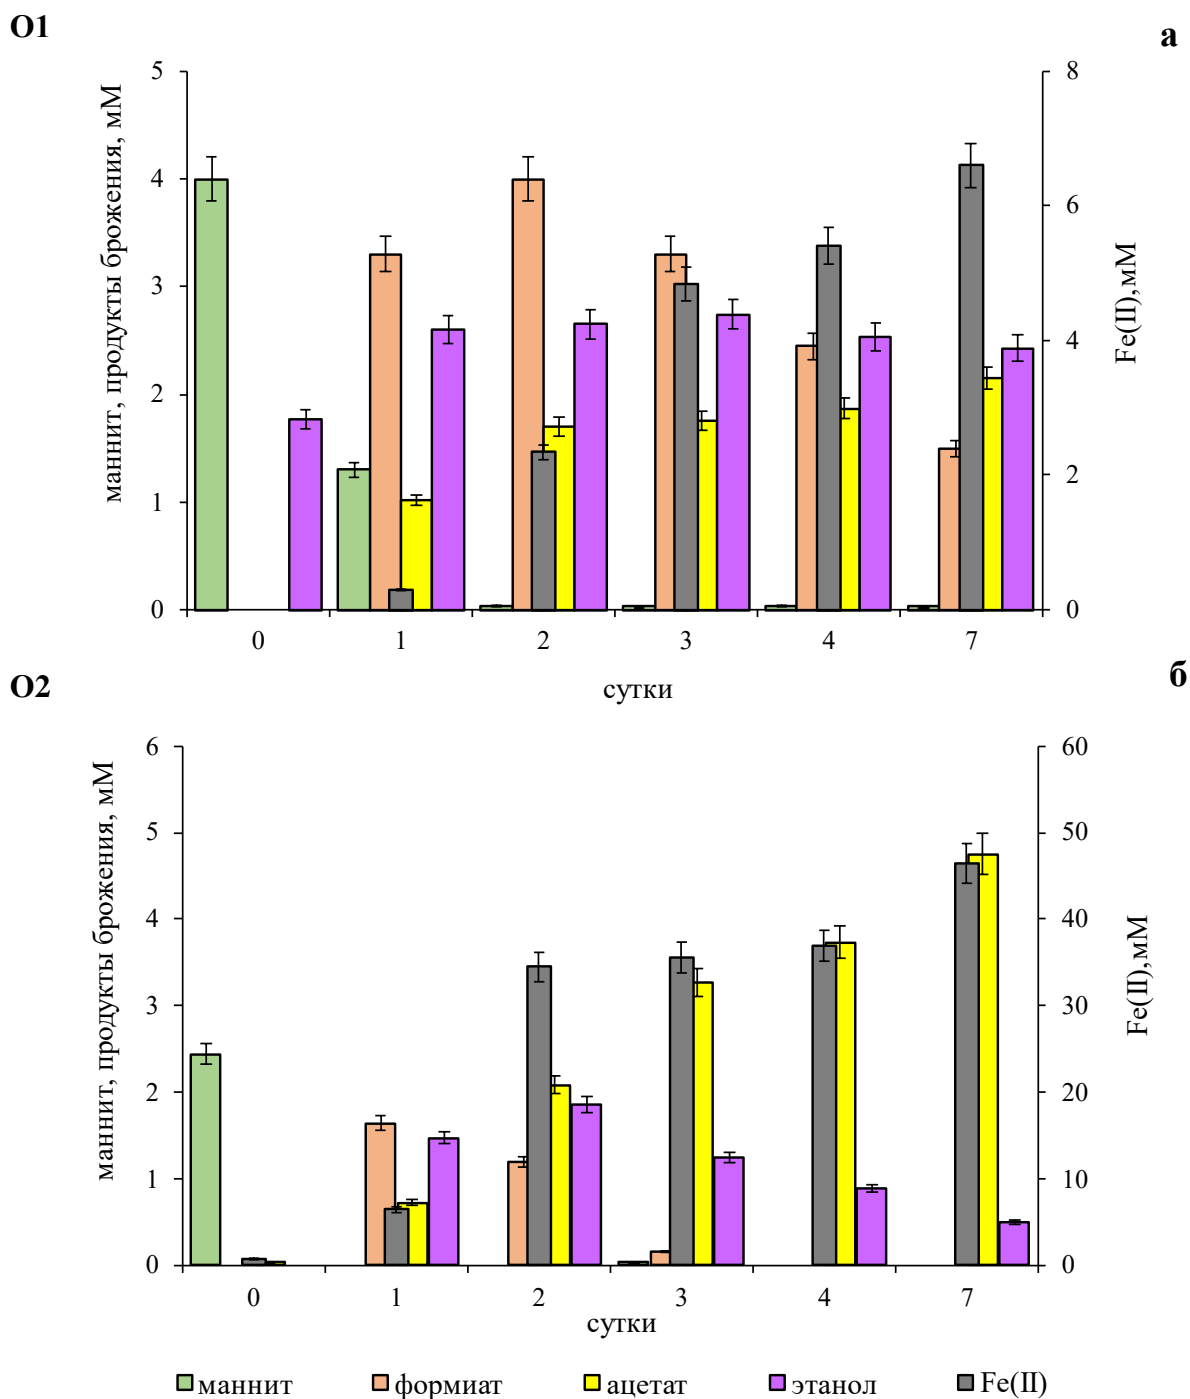 О1
а
маннит, продукты брожения, мМ
5
4
3
2
1
0
8
6
4
2
0
Fe(II),мМ
0 1 2 3 4 7
сутки
О2
б
маннит, продукты брожения, мМ
6
5
4
3
2
1
0
60
50
40
30
20
10
0
Fe(II),мМ
0 1 2 3 4 7
сутки
маннит формиат ацетат этанол Fe(II)